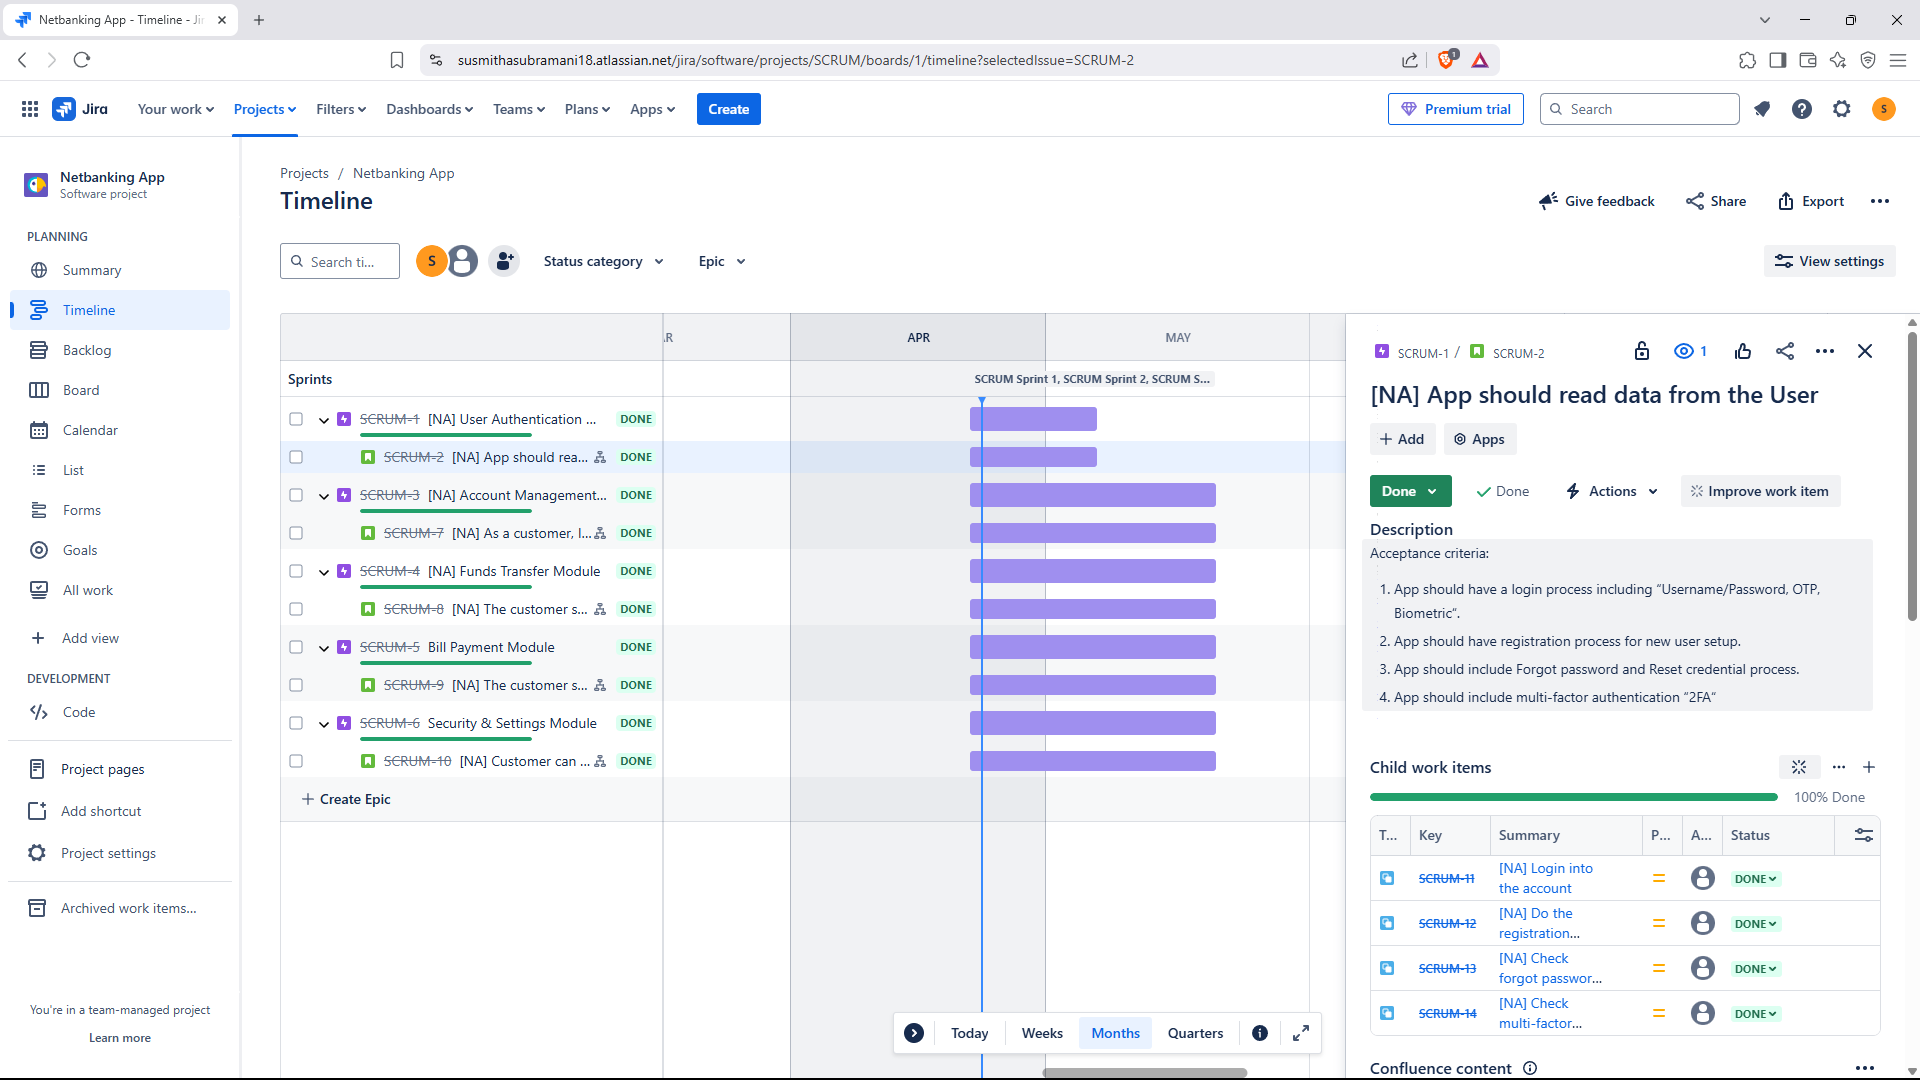 Netbanking App - Timeline - Ji
susmithasubramani18.atlassian.net/jira/software/projects/SCRUM/boards/1/timeline?selectedIssue=SCRUM-2
1
Jira
Your work
Projects
Filters
Dashboards
Teams
Plans
Apps
Create
Premium trial
Search
S
Netbanking App
Software project
PLANNING
Summary
Timeline
Backlog
Board
Calendar
List
Forms
Goals
All work
Add view
DEVELOPMENT
Code
Project pages
Add shortcut
Project settings
Archived work items...
You're in a team-managed project
Learn more
Projects / Netbanking App
Timeline
Give feedback
Share
Export
Search ti...
S
Status category
Epic
View settings
AR APR MAY
Sprints
SCRUM Sprint 1, SCRUM Sprint 2, SCRUM S...
SCRUM-1 [NA] User Authentication ... DONE
SCRUM-2 [NA] App should rea... DONE
SCRUM-3 [NA] Account Management... DONE
SCRUM-7 [NA] As a customer, I... DONE
SCRUM-4 [NA] Funds Transfer Module DONE
SCRUM-8 [NA] The customer s... DONE
SCRUM-5 Bill Payment Module DONE
SCRUM-9 [NA] The customer s... DONE
SCRUM-6 Security & Settings Module DONE
SCRUM-10 [NA] Customer can ... DONE
+ Create Epic
Today
Weeks
Months
Quarters
SCRUM-1 / SCRUM-2
1
[NA] App should read data from the User
+ Add
Apps
Done
Done
Actions
Improve work item
Description
Acceptance criteria:
1. App should have a login process including “Username/Password, OTP,
Biometric”.
2. App should have registration process for new user setup.
3. App should include Forgot password and Reset credential process.
4. App should include multi-factor authentication “2FA“
Child work items
100% Done
T... Key Summary P... A... Status
SCRUM-11 [NA] Login into
the account DONE
SCRUM-12 [NA] Do the
registration... DONE
SCRUM-13 [NA] Check
forgot passwor... DONE
SCRUM-14 [NA] Check
multi-factor... DONE
Confluence content